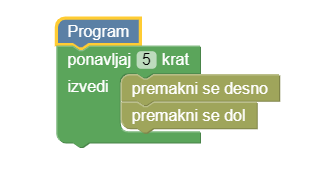 Program
ponavljaj 5 krat
izvedi premakni se desno
premakni se dol